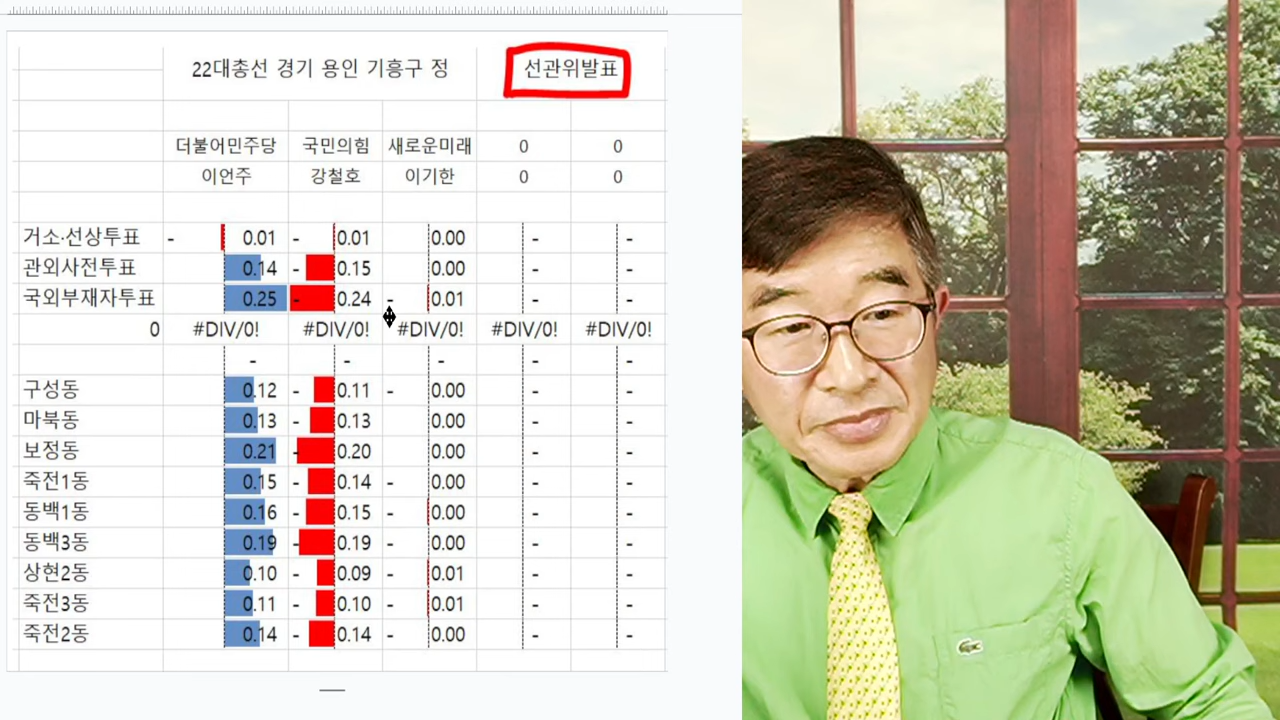 22대총선 경기 용인 기흥구 정 선관위발표
더불어민주당 국민의힘 새로운미래 0 0
이언주 강철호 이기한 0 0
거소·선상투표 - 0.01 - 0.01 0.00 - -
관외사전투표 0.14 - 0.15 0.00 - -
국외부재자투표 0.25 - 0.24 - 0.01 - -
0 #DIV/0! #DIV/0! #DIV/0! #DIV/0! #DIV/0!
- - - - -
구성동 0.12 - 0.11 - 0.00 - -
마북동 0.13 - 0.13 0.00 - -
보정동 0.21 - 0.20 - 0.00 - -
죽전1동 0.15 - 0.14 - 0.00 - -
동백1동 0.16 - 0.15 - 0.00 - -
동백3동 0.19 - 0.19 - 0.00 - -
상현2동 0.10 - 0.09 - 0.01 - -
죽전3동 0.11 - 0.10 - 0.01 - -
죽전2동 0.14 - 0.14 - 0.00 - -